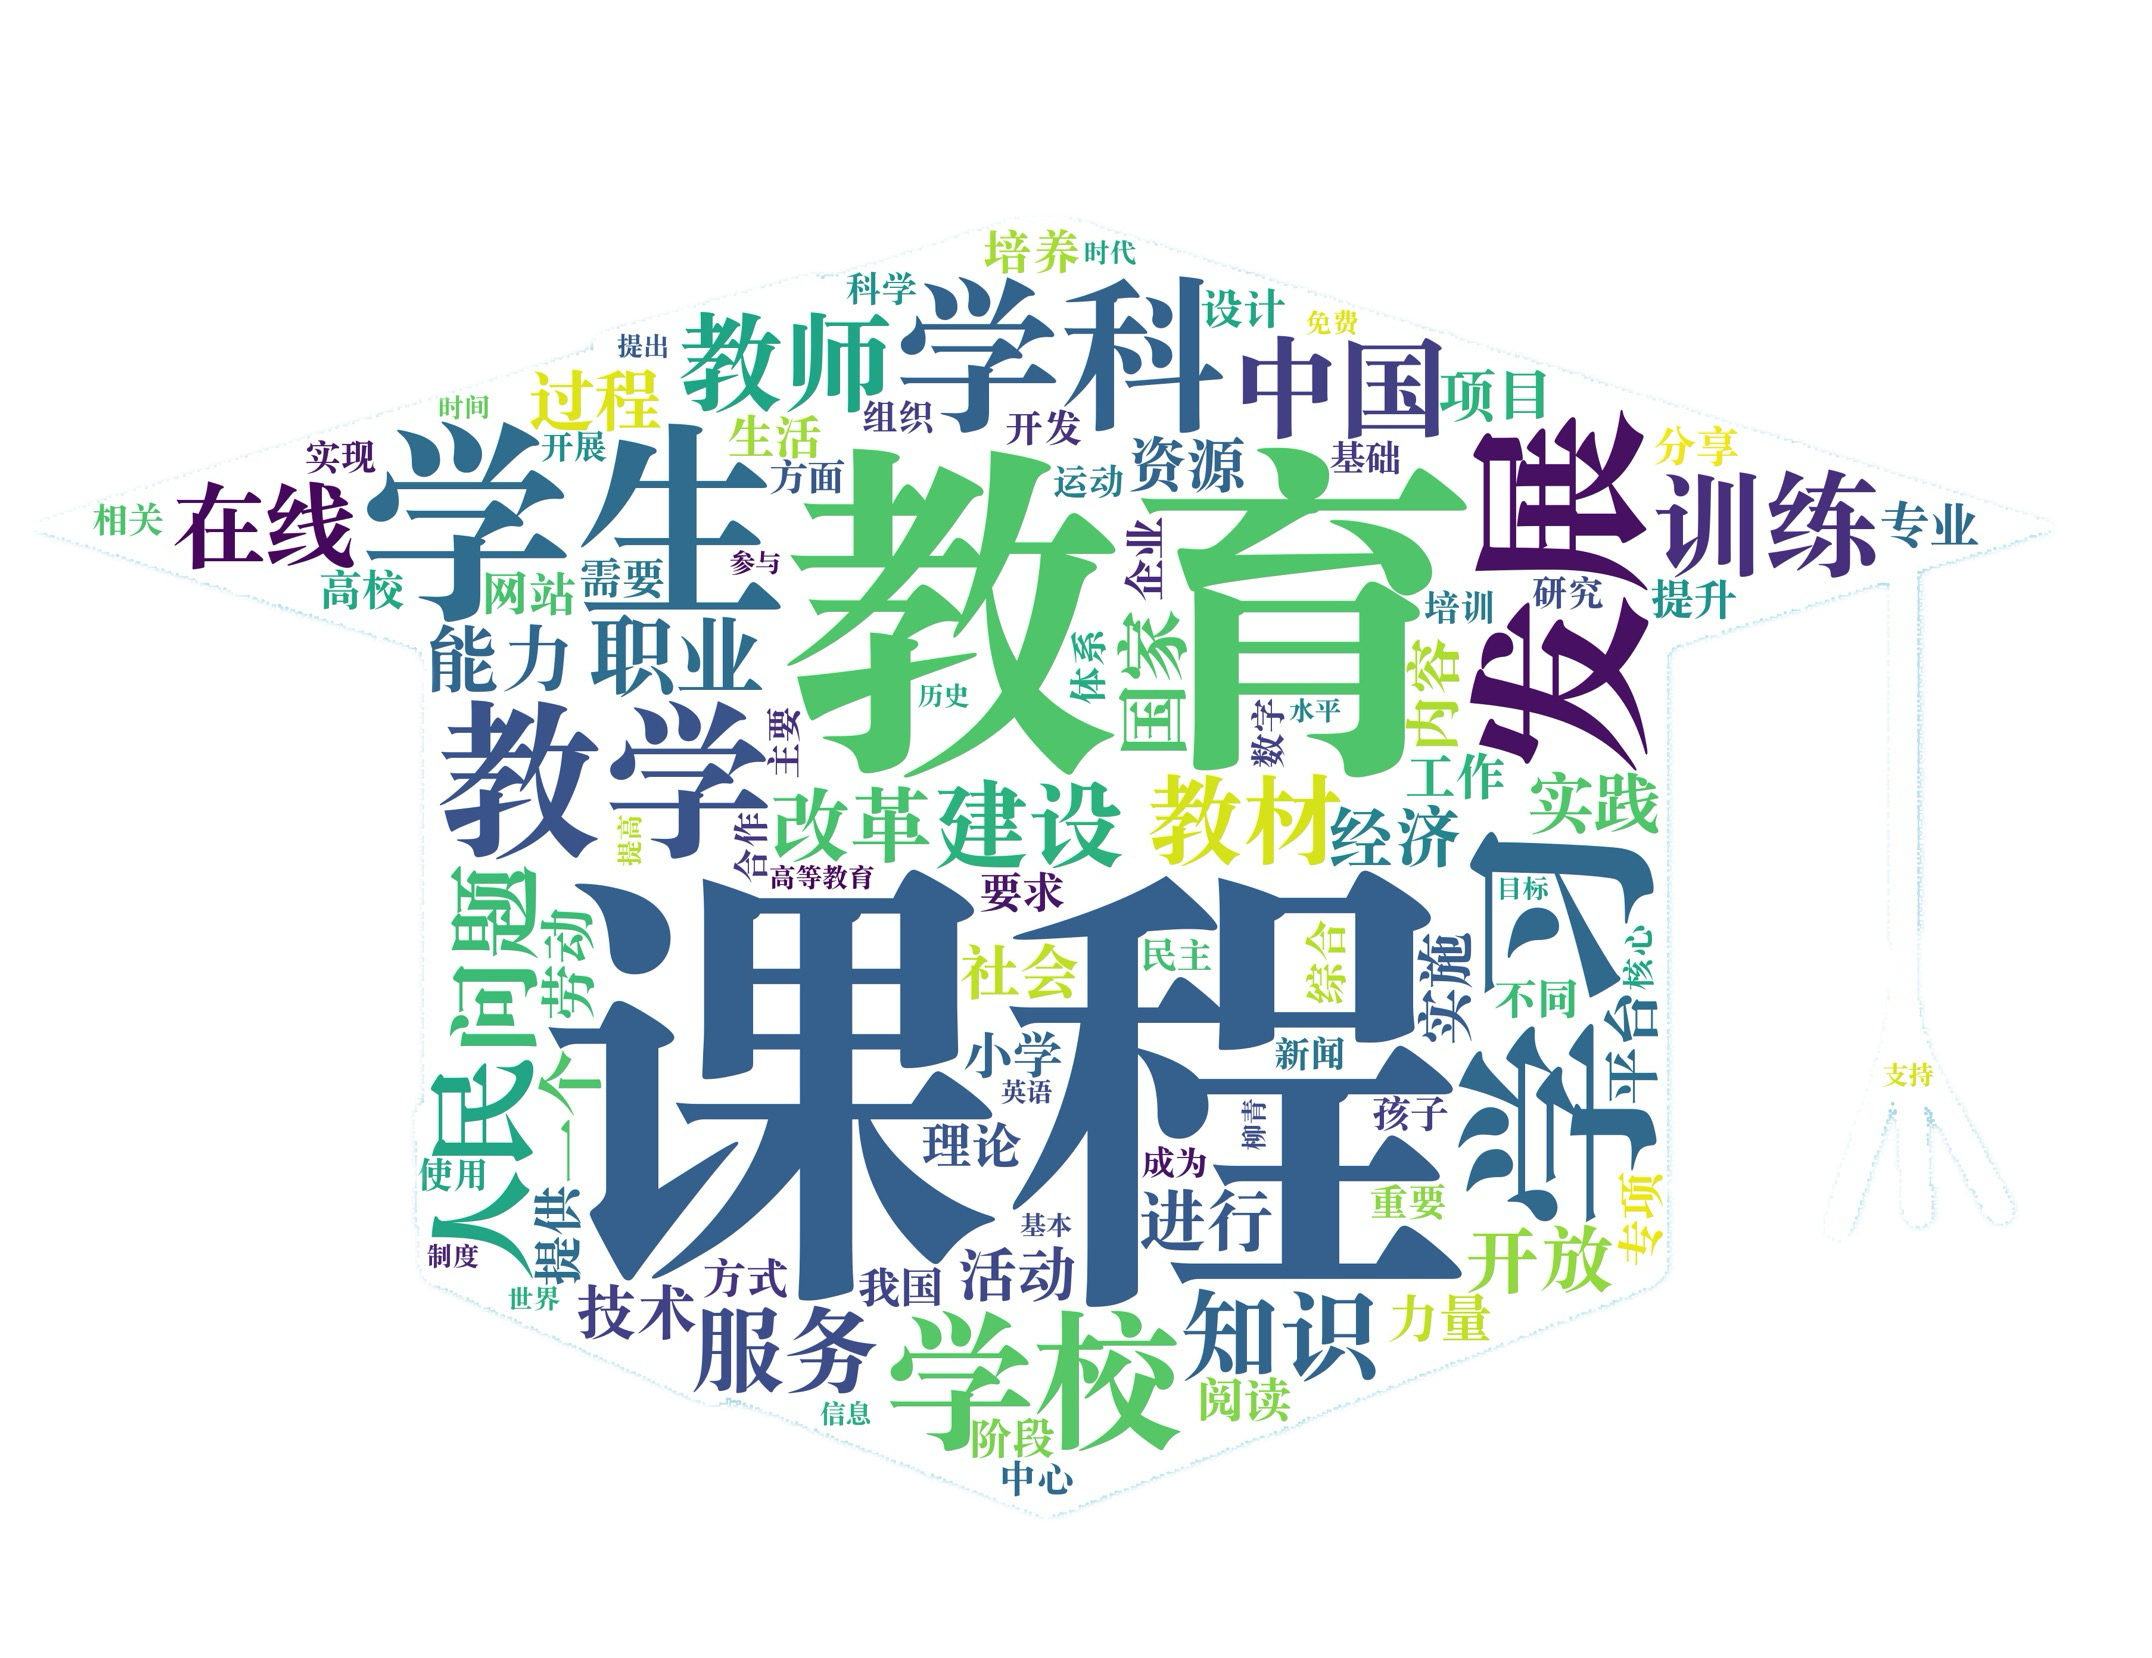 培养
时代
科学
学科
设计
免费
提出
教师
中国
项目
过程
时间
生活
组织
开发
实现
学生
开展
方面
运动
资源
基础
发展
分享
训练
专业
相关
在线
高校
网站
需要
参与
教育
企业
培训
研究
提升
能力
职业
历史
体系
国家
数字
水平
内容
教学
主要
提高
合作
改革
建设
教材
经济
工作
实践
高等教育
要求
问题
劳动
课程
社会
民主
综合
实施
学习
目标
不同
核心
平台
小学
英语
新闻
人民
一个
理论
柳青
孩子
成为
使用
提供
进行
重要
专项
制度
基本
世界
技术
方式
我国
活动
开放
服务
学校
知识
力量
信息
阶段
阅读
中心
支持